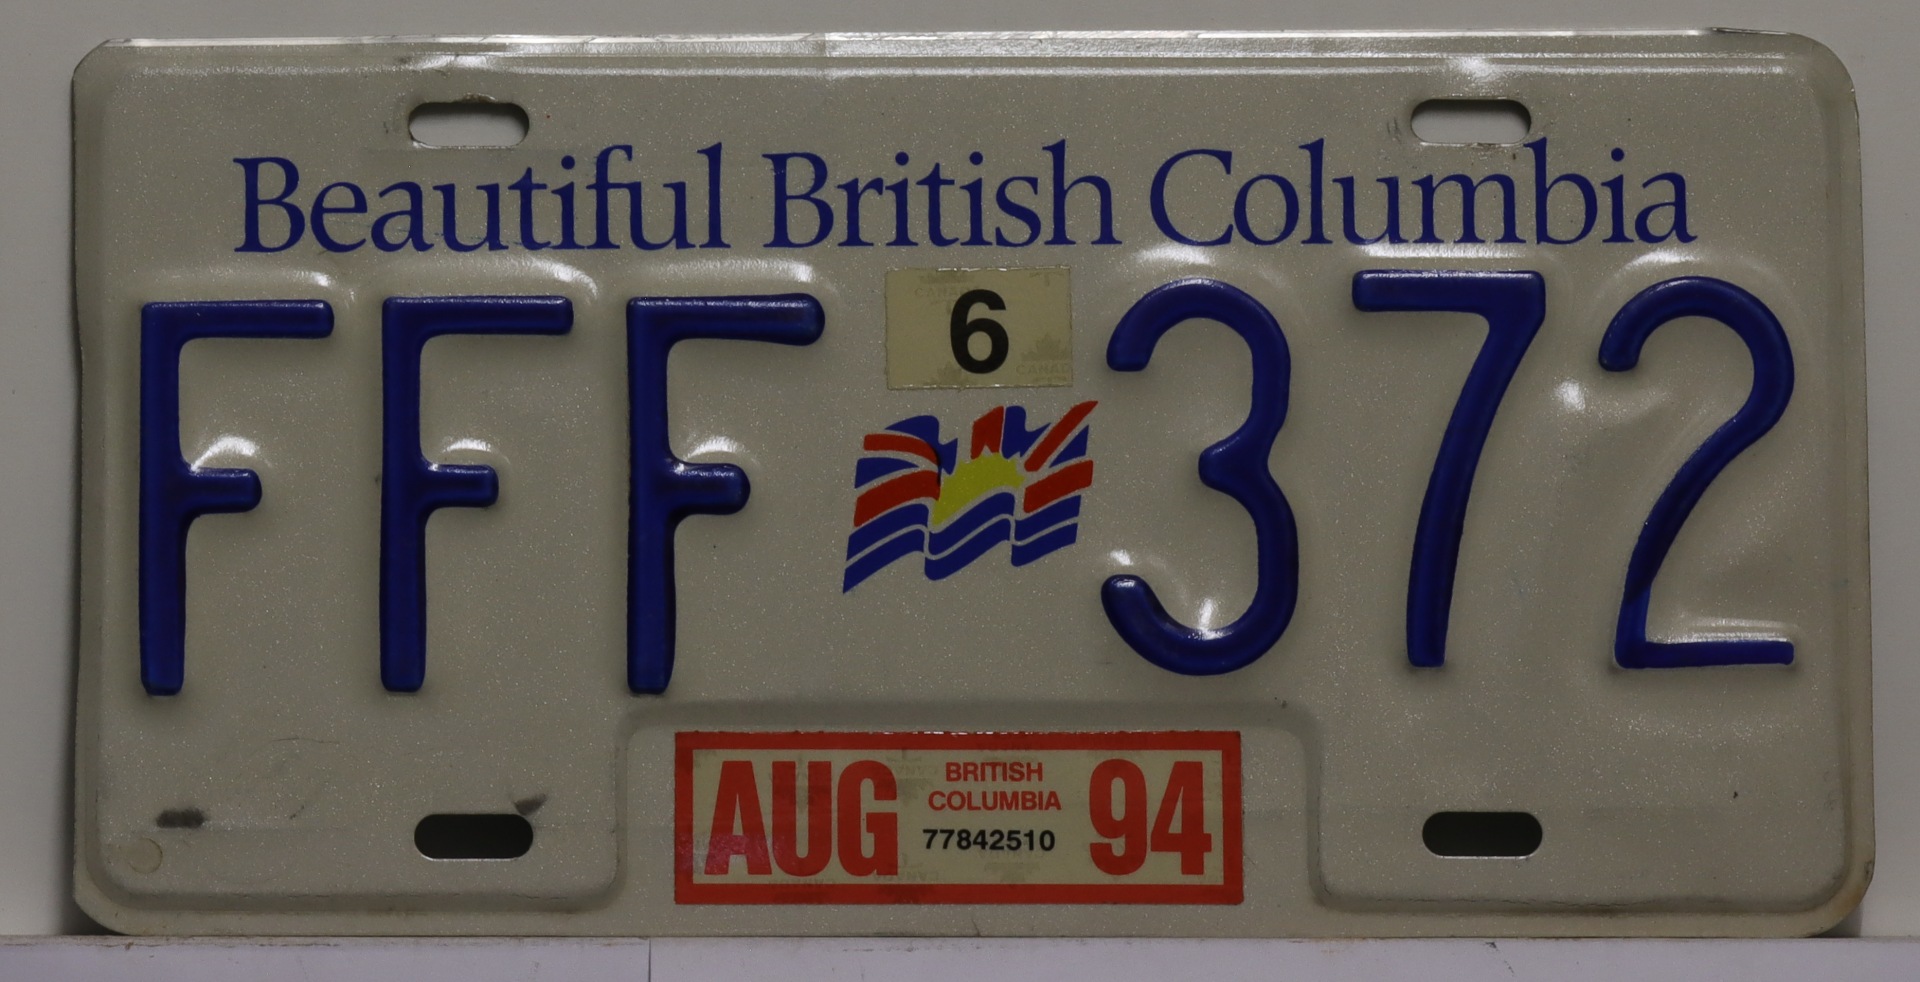 Beautiful British Columbia
6
FFF 372
AUG BRITISH COLUMBIA 94
77842510